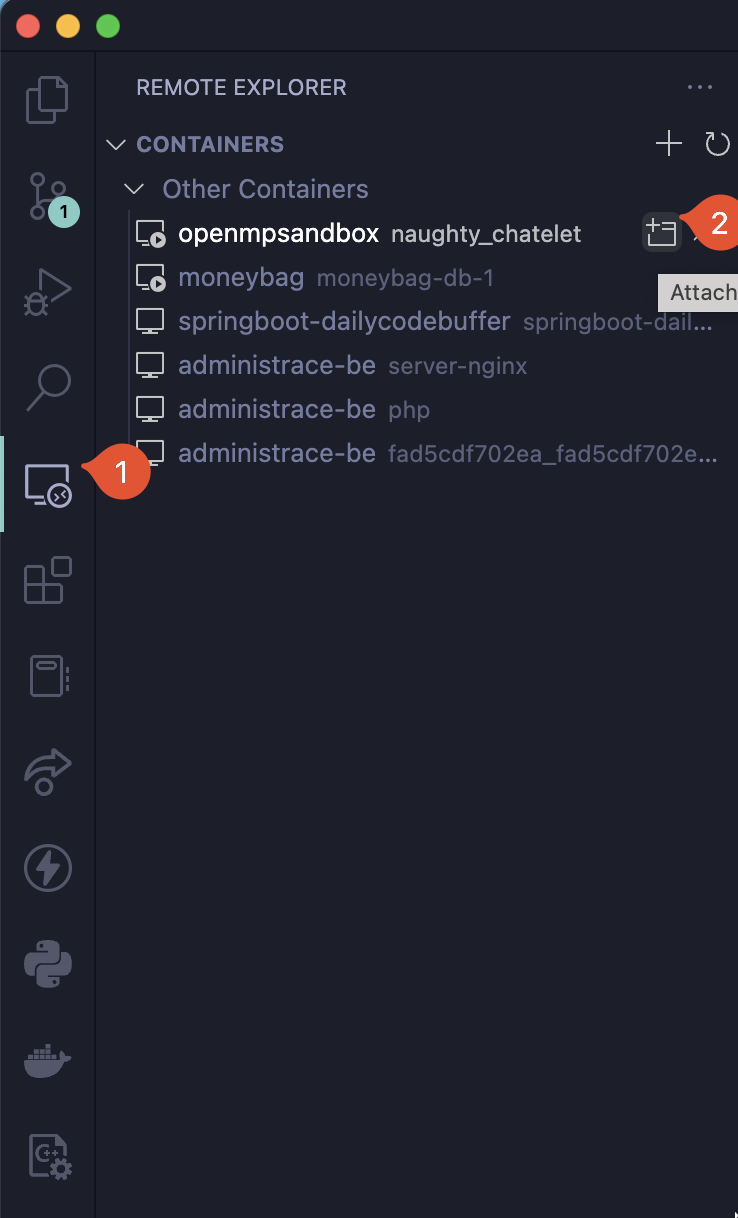 REMOTE EXPLORER ...
CONTAINERS
Other Containers
1
openmpsandbox naughty_chatelet
2
moneybag moneybag-db-1
Attach
springboot-dailycodebuffer springboot-dail...
administrace-be server-nginx
administrace-be php
administrace-be fad5cdf702ea_fad5cdf702e...
1
C++